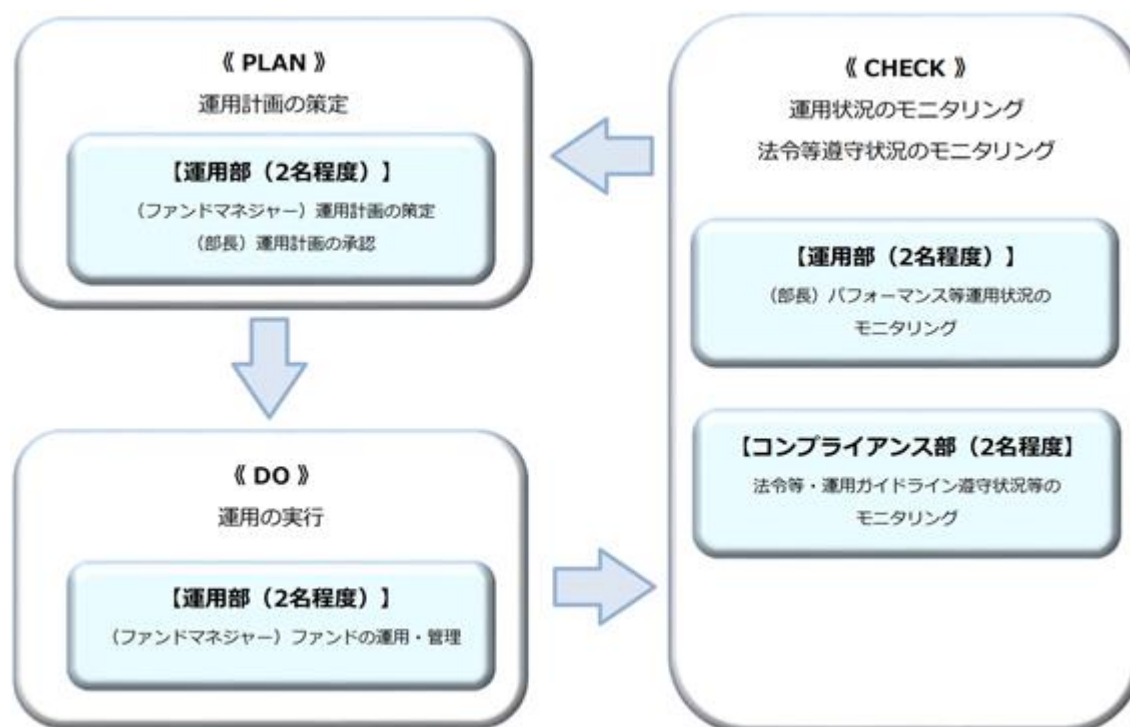 《 PLAN 》
運用計画の策定
【運用部（2名程度）】
（ファンドマネジャー）運用計画の策定
（部長）運用計画の承認
《 DO 》
運用の実行
【運用部（2名程度）】
（ファンドマネジャー）ファンドの運用・管理
《 CHECK 》
運用状況のモニタリング
法令等遵守状況のモニタリング
【運用部（2名程度）】
（部長）パフォーマンス等運用状況の
モニタリング
【コンプライアンス部（2名程度】
法令等・運用ガイドライン遵守状況等の
モニタリング